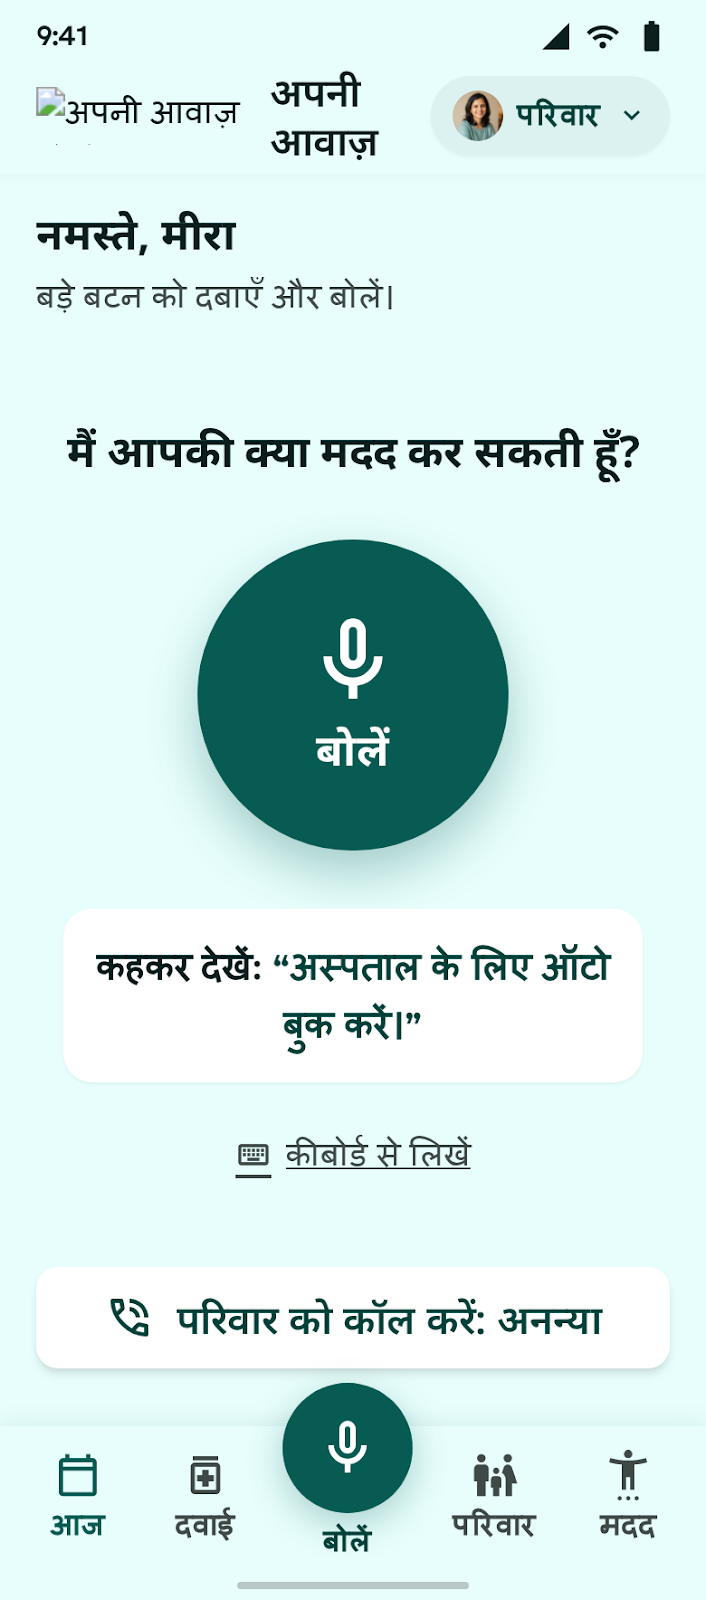 9:41
अपनी आवाज़
अपनी
आवाज़
परिवार
नमस्ते, मीरा
बड़े बटन को दबाएँ और बोलें।
मैं आपकी क्या मदद कर सकती हूँ?
बोलें
कहकर देखें: “अस्पताल के लिए ऑटो
बुक करें।”
कीबोर्ड से लिखें
परिवार को कॉल करें: अनन्या
आज
दवाई
बोलें
परिवार
मदद